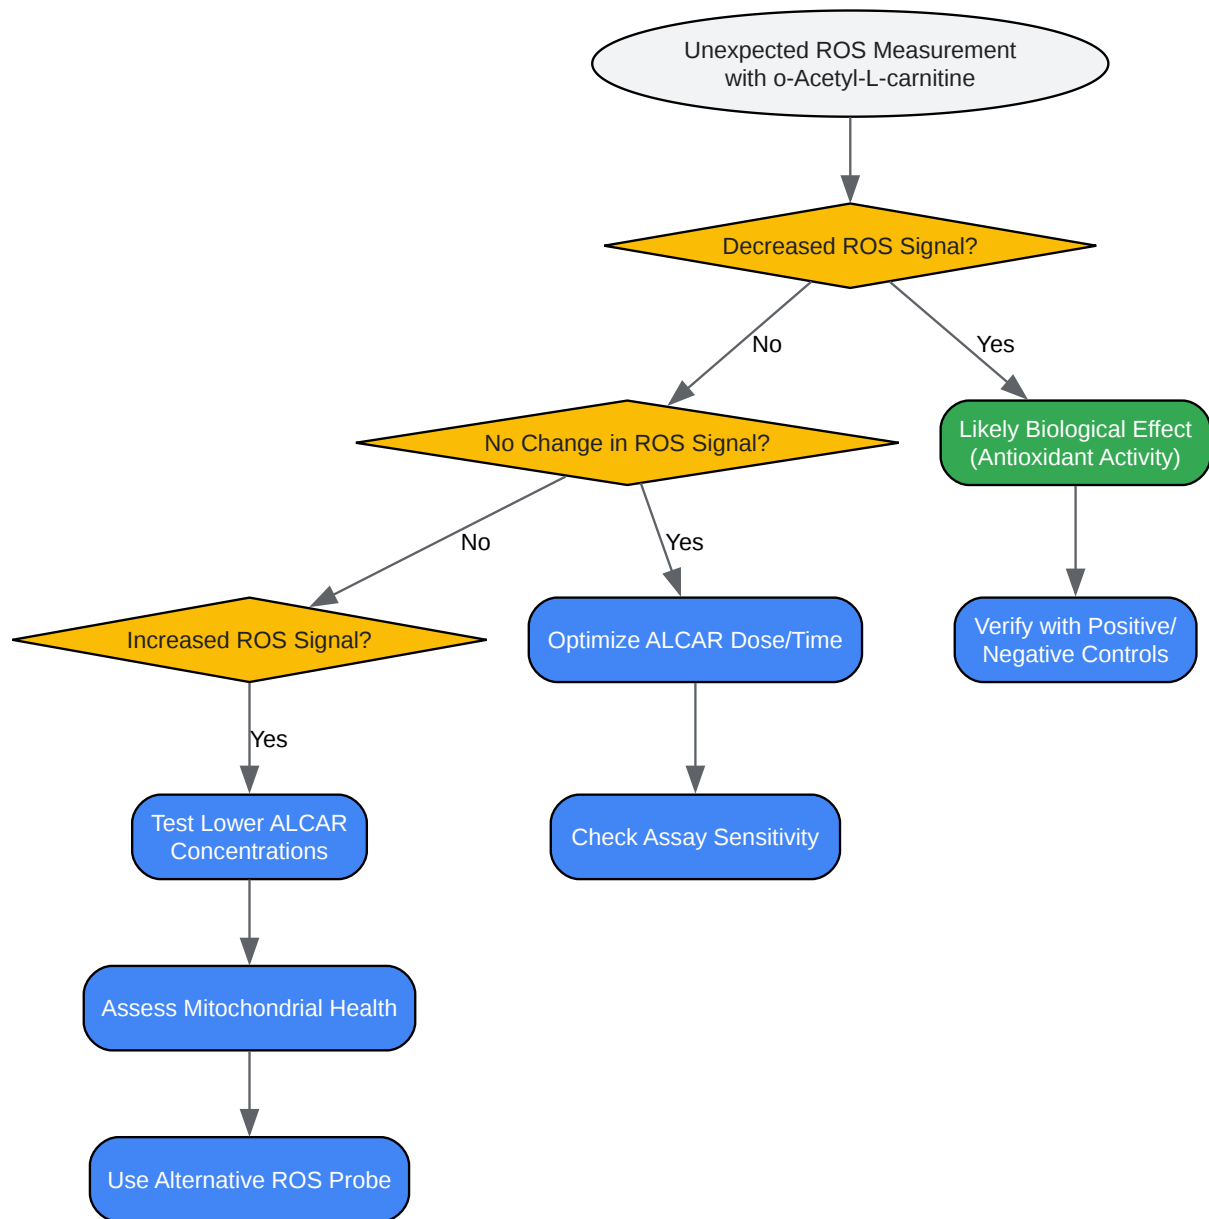 Unexpected ROS Measurement
with o-Acetyl-L-carnitine
Decreased ROS Signal?
No
Yes
No Change in ROS Signal?
Likely Biological Effect
(Antioxidant Activity)
No
Yes
Increased ROS Signal?
Optimize ALCAR Dose/Time
Verify with Positive/
Negative Controls
Yes
Test Lower ALCAR
Concentrations
Check Assay Sensitivity
Assess Mitochondrial Health
Use Alternative ROS Probe